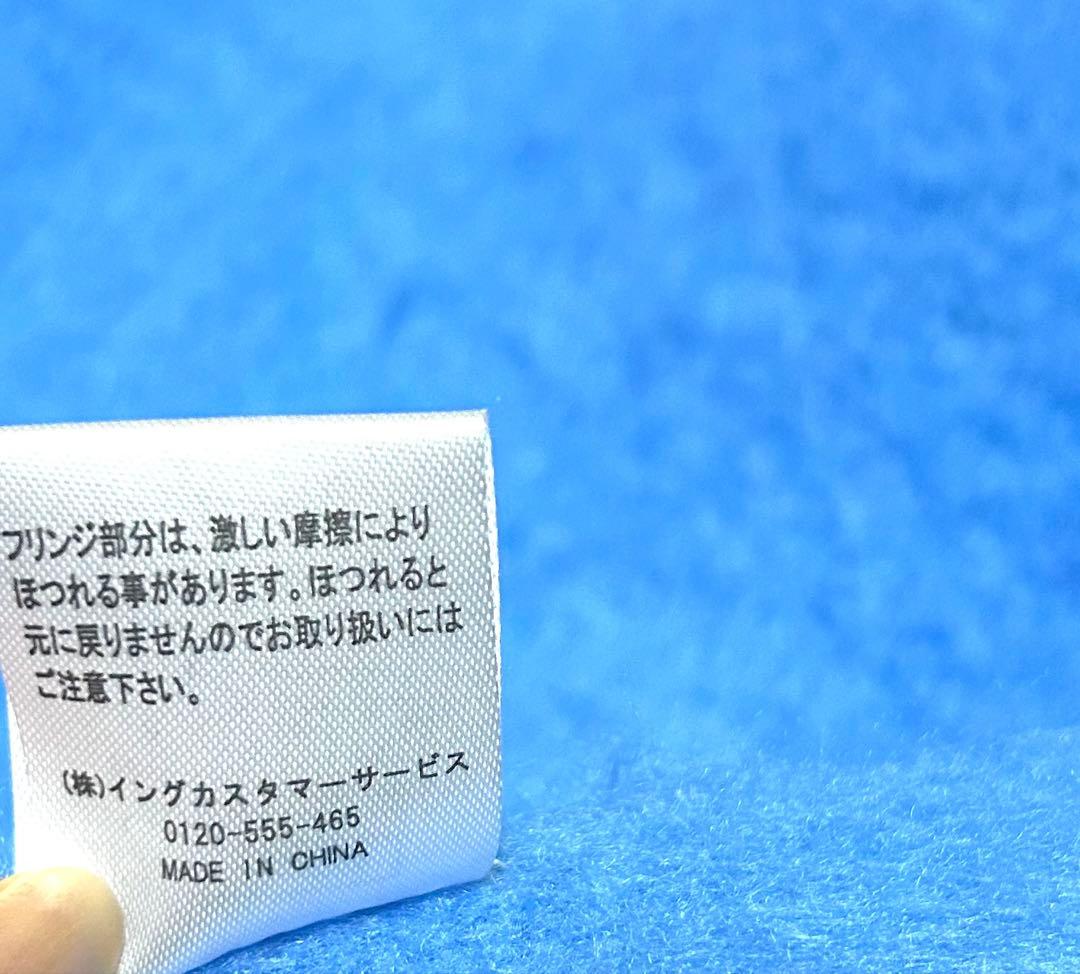 フリンジ部分は、激しい摩擦により
ほつれる事があります。ほつれると
元に戻りませんのでお取り扱いには
ご注意下さい。
(株)イングカスタマーサービス
0120-555-465
MADE IN CHINA